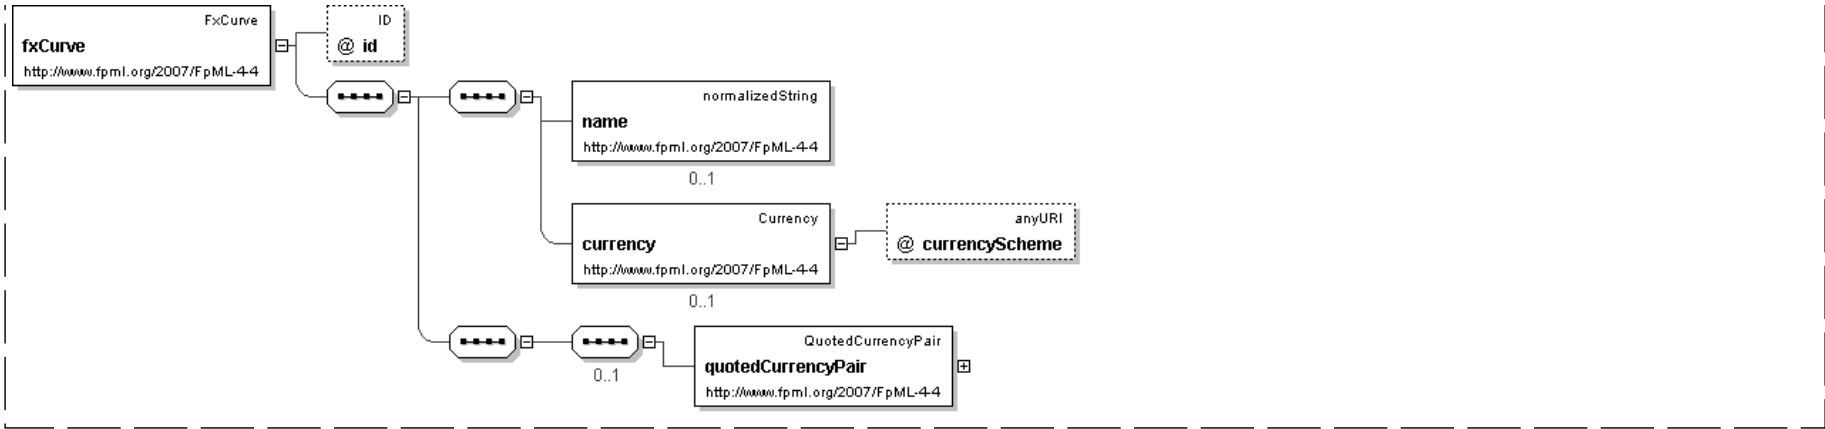 FxCurve
fxCurve
http://www.fpml.org/2007/FpML-4-4
ID
@ id
normalizedString
name
http://www.fpml.org/2007/FpML-4-4
0..1
Currency
currency
http://www.fpml.org/2007/FpML-4-4
0..1
anyURI
@ currencyScheme
QuotedCurrencyPair
quotedCurrencyPair
http://www.fpml.org/2007/FpML-4-4
0..1